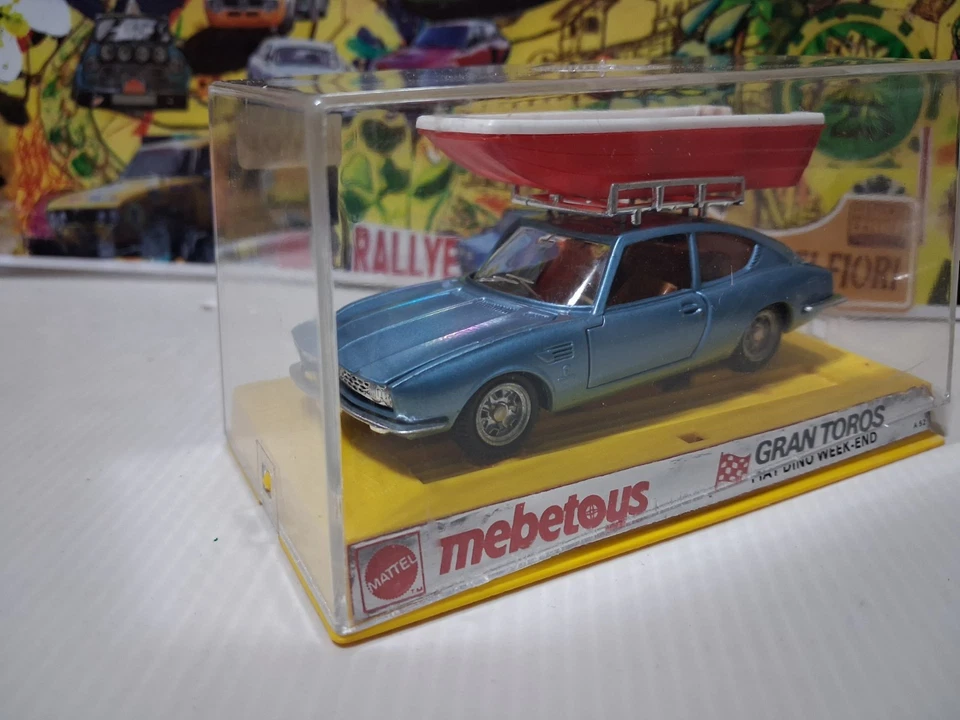 RALLYE
FIORI
MATTEL
mebetoys
GRAN TOROS
FIAT DINO WEEK-END